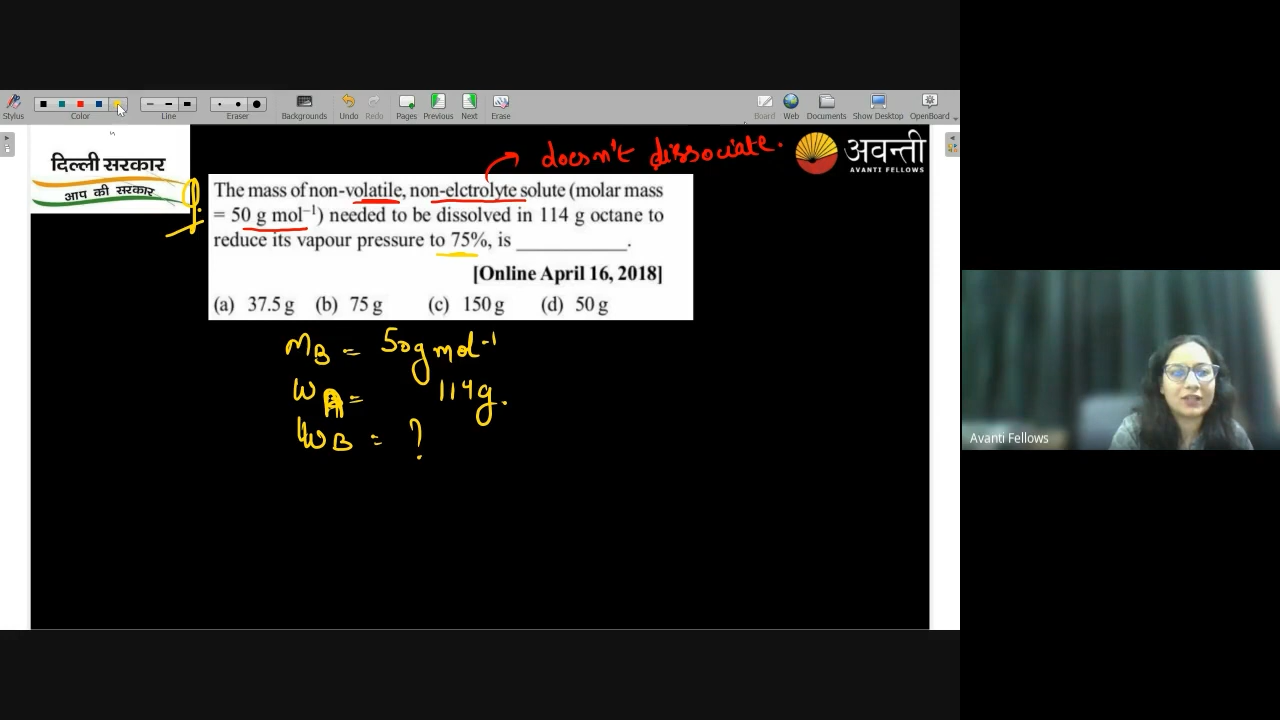 Stylus
Color
Line
Eraser
Backgrounds
Undo
Redo
Pages
Previous
Next
Erase
Board
Web
Documents
Show Desktop
OpenBoard
दिल्ली सरकार
आप की सरकार
doesn't dissociate.
अवन्ती
AVANTI FELLOWS
Q.
The mass of non-volatile, non-elctrolyte solute (molar mass
= 50 g mol⁻¹) needed to be dissolved in 114 g octane to
reduce its vapour pressure to 75%, is ___________.
[Online April 16, 2018]
(a) 37.5 g (b) 75 g (c) 150 g (d) 50 g
MB = 50g mol⁻¹
WA = 114g.
WB = ?
Avanti Fellows